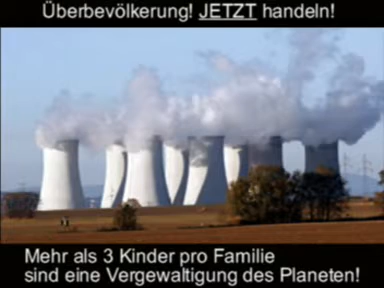 Überbevölkerung! JETZT handeln!
Mehr als 3 Kinder pro Familie
sind eine Vergewaltigung des Planeten!